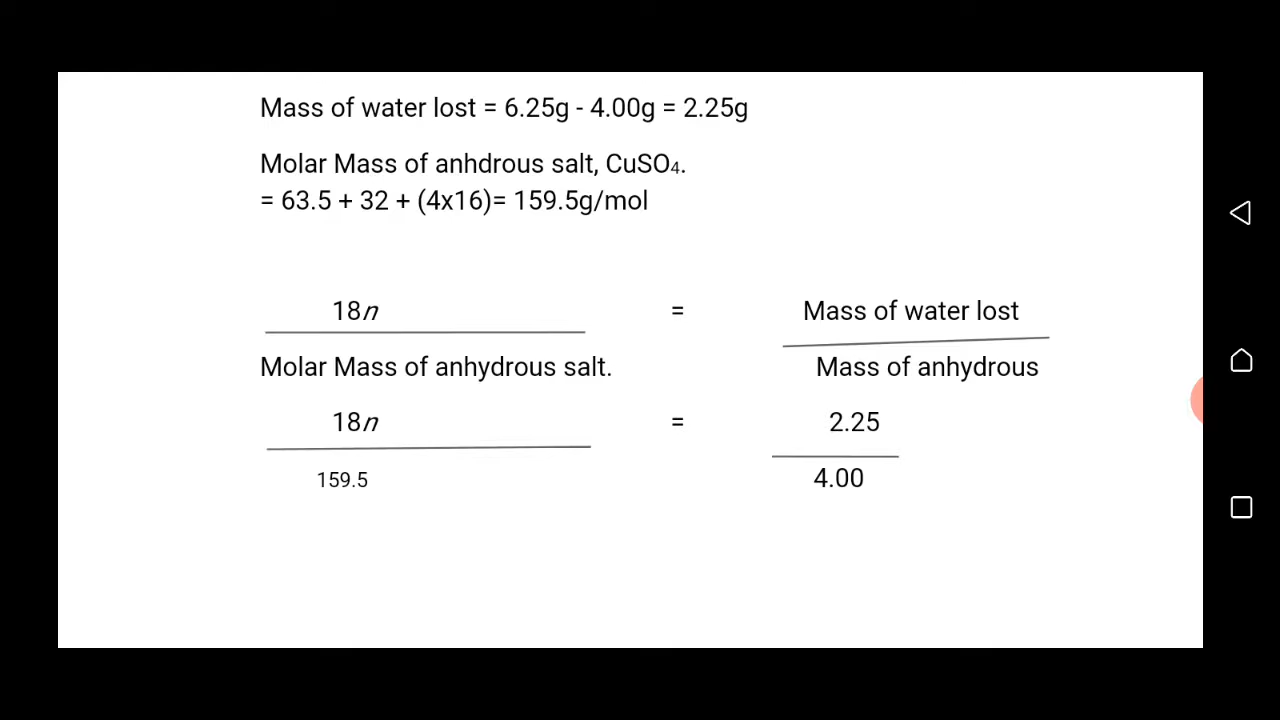 Mass of water lost = 6.25g - 4.00g = 2.25g
Molar Mass of anhdrous salt, CuSO₄.
= 63.5 + 32 + (4x16)= 159.5g/mol
18n = Mass of water lost
Molar Mass of anhydrous salt. Mass of anhydrous
18n = 2.25
159.5 4.00